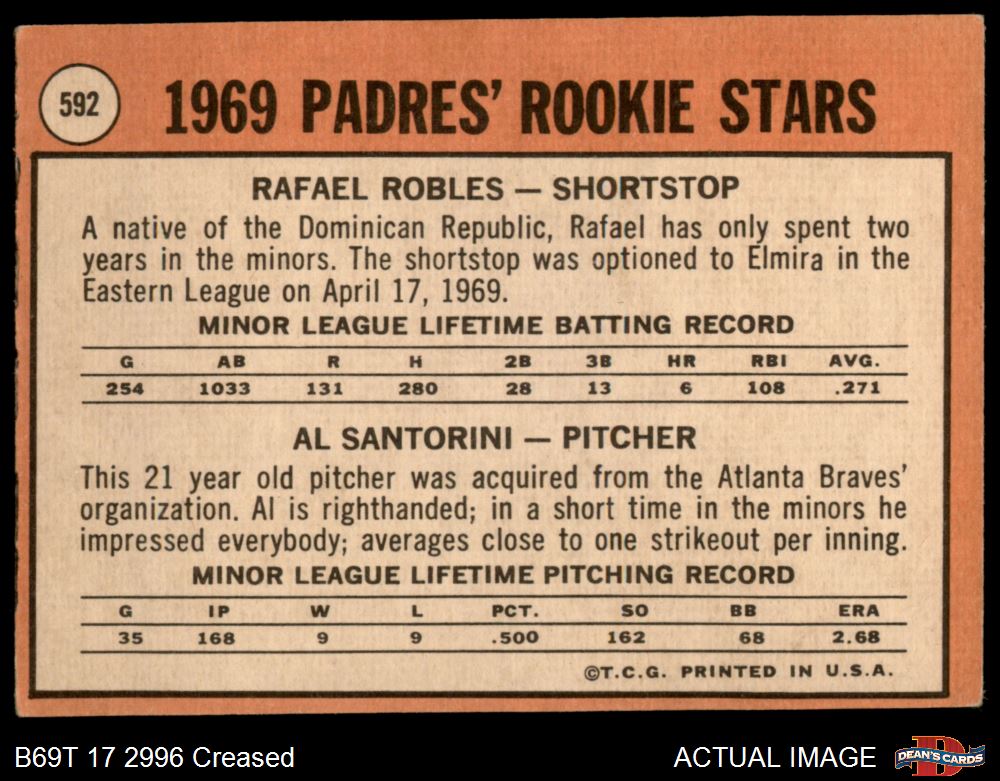 592
1969 PADRES' ROOKIE STARS
RAFAEL ROBLES — SHORTSTOP
A native of the Dominican Republic, Rafael has only spent two
years in the minors. The shortstop was optioned to Elmira in the
Eastern League on April 17, 1969.
MINOR LEAGUE LIFETIME BATTING RECORD
G AB R H 2B 3B HR RBI AVG.
254 1033 131 280 28 13 6 108 .271
AL SANTORINI — PITCHER
This 21 year old pitcher was acquired from the Atlanta Braves'
organization. Al is righthanded; in a short time in the minors he
impressed everybody; averages close to one strikeout per inning.
MINOR LEAGUE LIFETIME PITCHING RECORD
G IP W L PCT. SO BB ERA
35 168 9 9 .500 162 68 2.68
©T.C.G. PRINTED IN U.S.A.
B69T 17 2996 Creased
ACTUAL IMAGE
D
DEAN'S CARDS